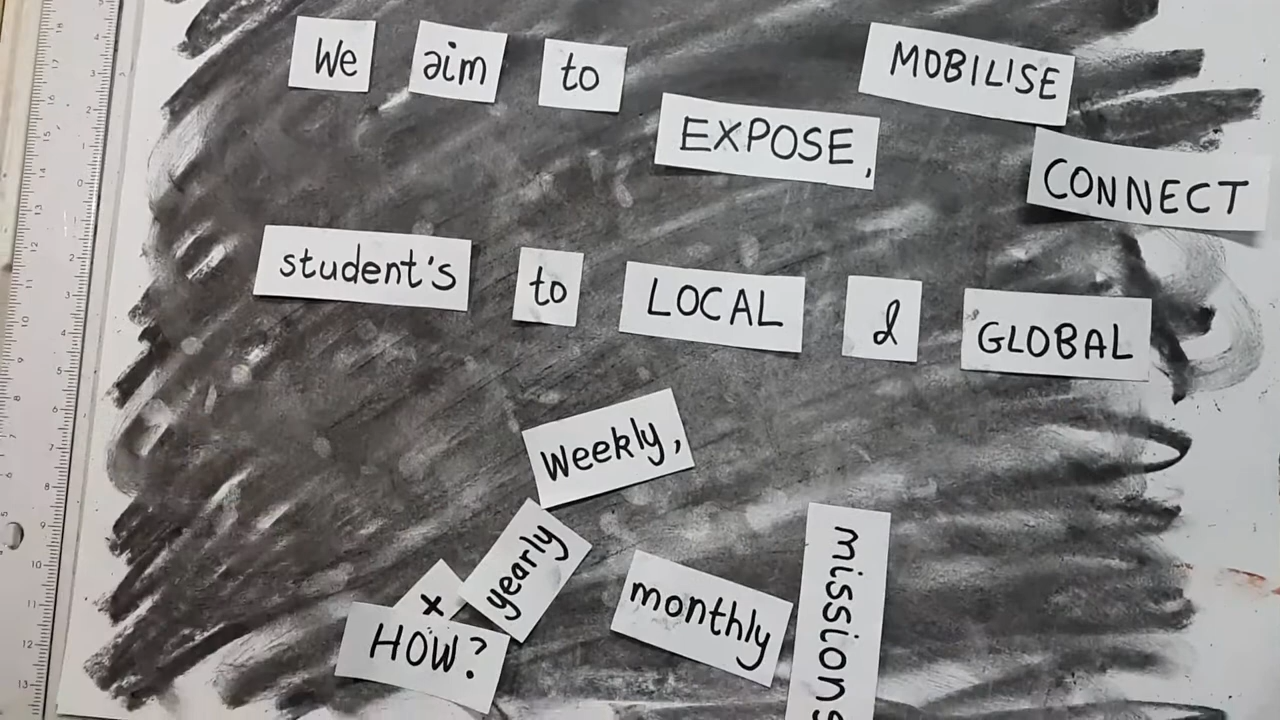 We aim to
EXPOSE,
MOBILISE
CONNECT
student's to LOCAL & GLOBAL
Weekly,
yearly
+
HOW?
monthly
missions